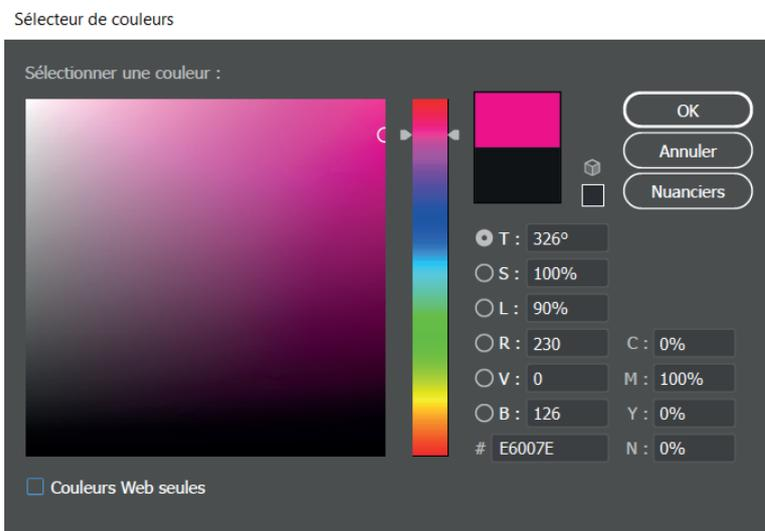 Sélecteur de couleurs
Sélectionner une couleur :
OK
Annuler
Nuanciers
T : 326°
S : 100%
L : 90%
R : 230 C : 0%
V : 0 M : 100%
B : 126 Y : 0%
# E6007E N : 0%
Couleurs Web seules